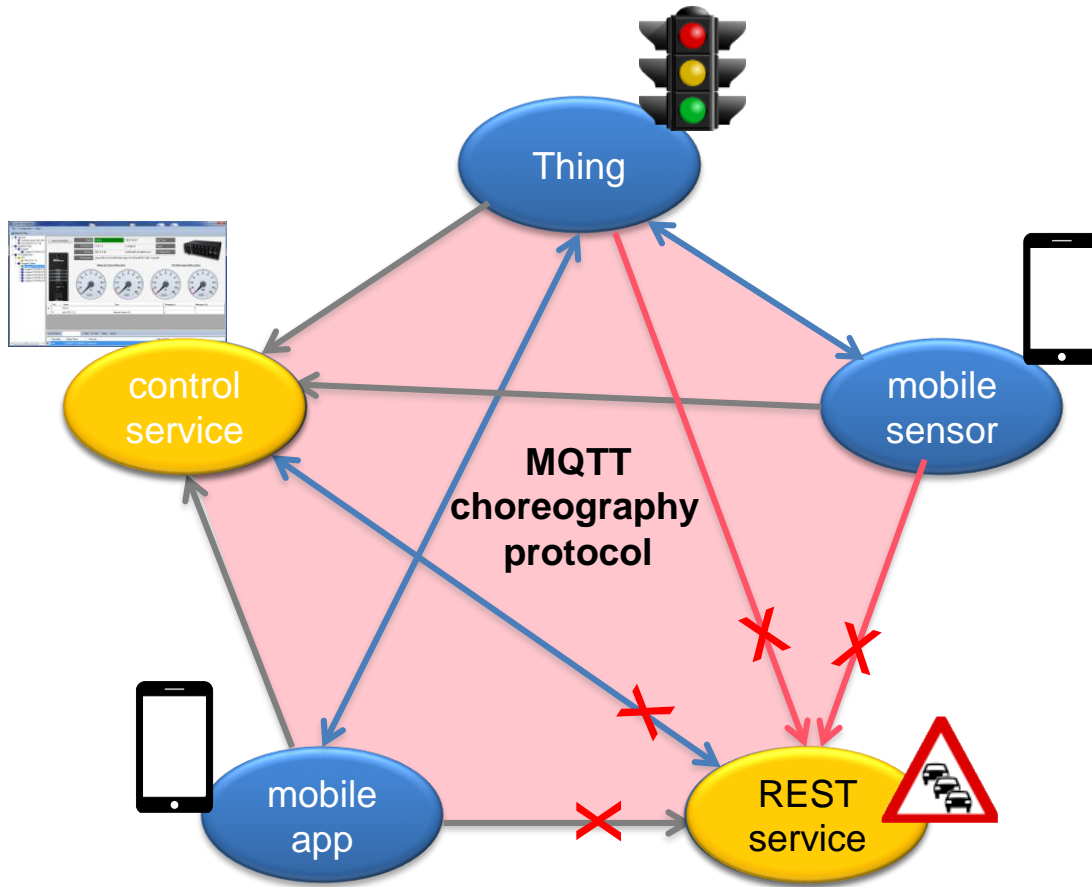 Thing
control
service
mobile
sensor
MQTT
choreography
protocol
mobile
app
REST
service